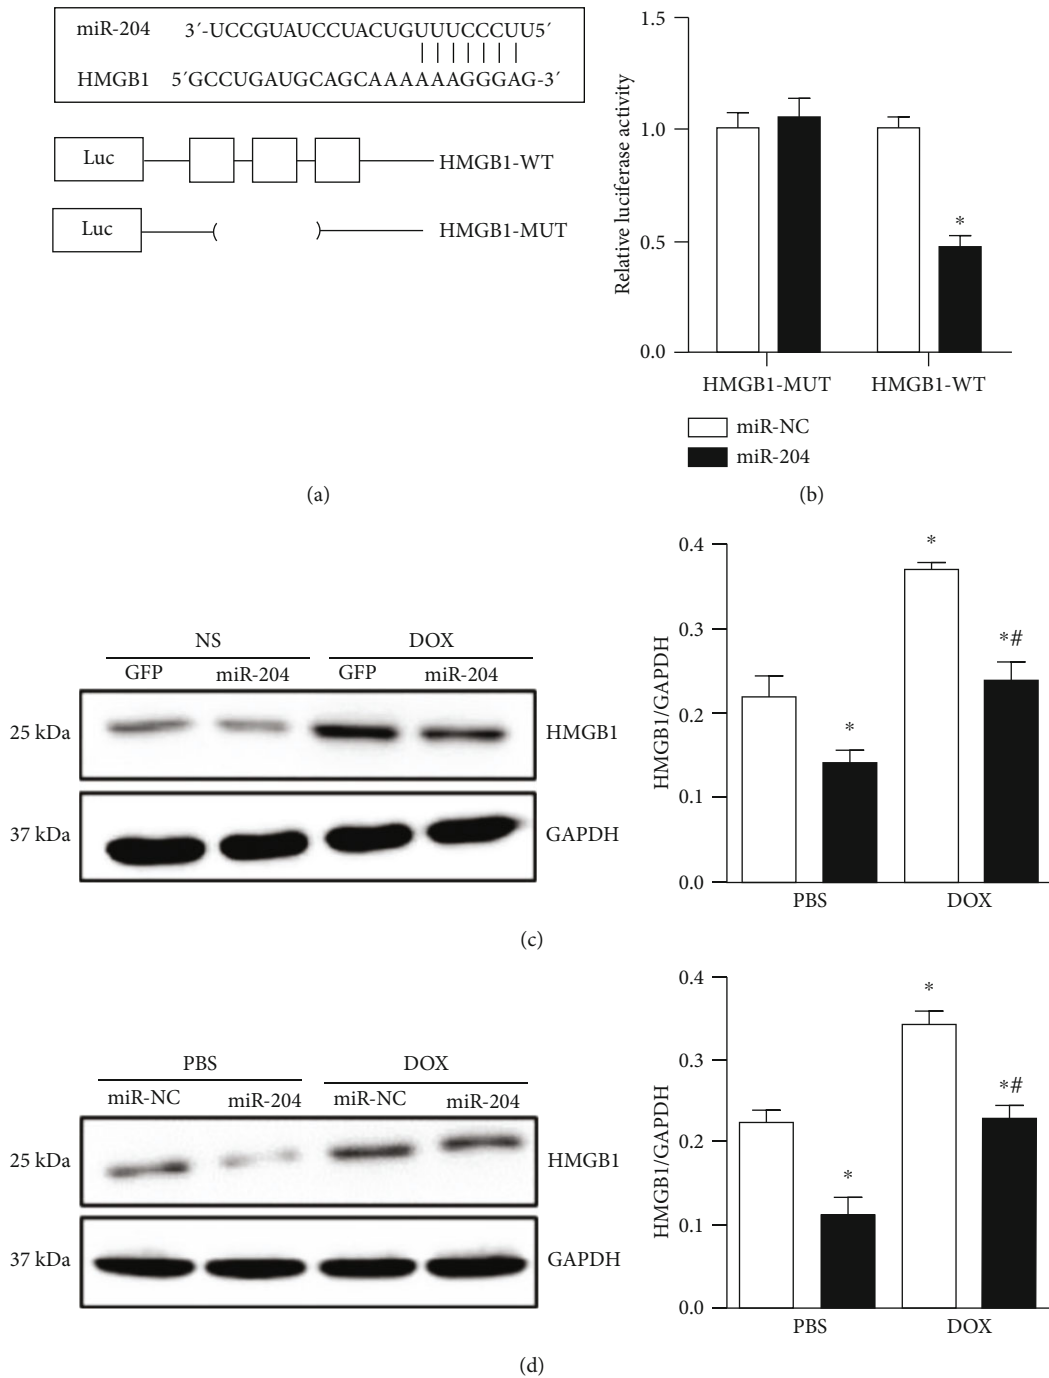 miR-204 3´-UCCGUAUCCUACUGUUUCCCUU5´
HMGB1 5´GCCUGAUGCAGCAAAAAAGGGAG-3´
Luc HMGB1-WT
Luc HMGB1-MUT
(a)
Relative luciferase activity
1.5
1.0
0.5
0.0
*
HMGB1-MUT HMGB1-WT
miR-NC
miR-204
(b)
NS DOX
GFP miR-204 GFP miR-204
25 kDa HMGB1
37 kDa GAPDH
HMGB1/GAPDH
0.4
0.3
0.2
0.1
0.0
* * *#
PBS DOX
(c)
PBS DOX
miR-NC miR-204 miR-NC miR-204
25 kDa HMGB1
37 kDa GAPDH
HMGB1/GAPDH
0.4
0.3
0.2
0.1
0.0
* * *#
PBS DOX
(d)